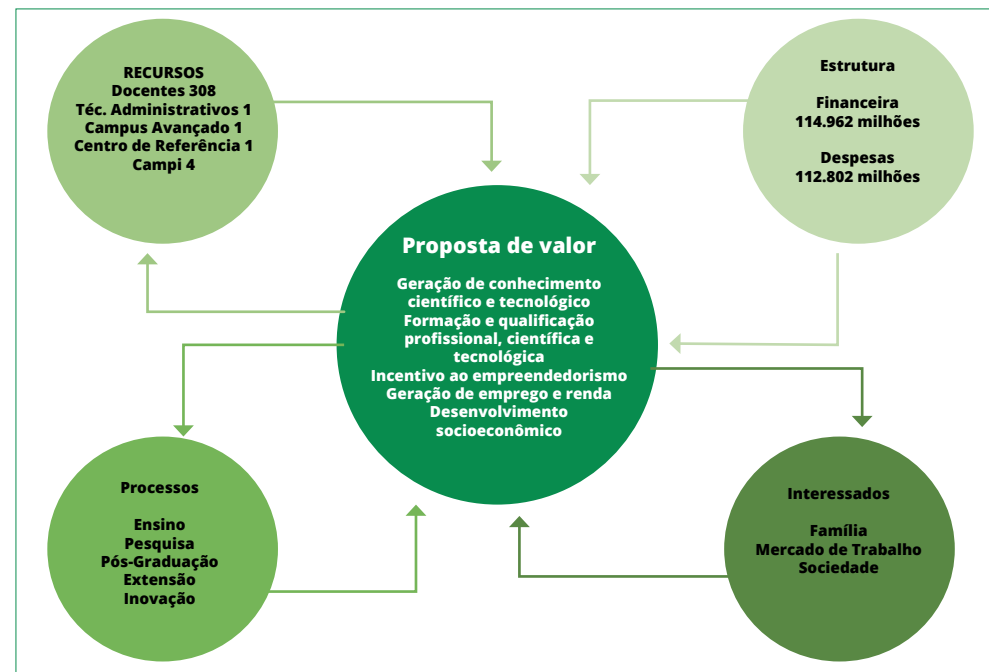 RECURSOS
Docentes 308
Téc. Administrativos 1
Campus Avançado 1
Centro de Referência 1
Campi 4
Estrutura
Financeira
114.962 milhões
Despesas
112.802 milhões
Proposta de valor
Geração de conhecimento
científico e tecnológico
Formação e qualificação
profissional, científica e
tecnológica
Incentivo ao empreendedorismo
Geração de emprego e renda
Desenvolvimento
socioeconômico
Processos
Ensino
Pesquisa
Pós-Graduação
Extensão
Inovação
Interessados
Família
Mercado de Trabalho
Sociedade